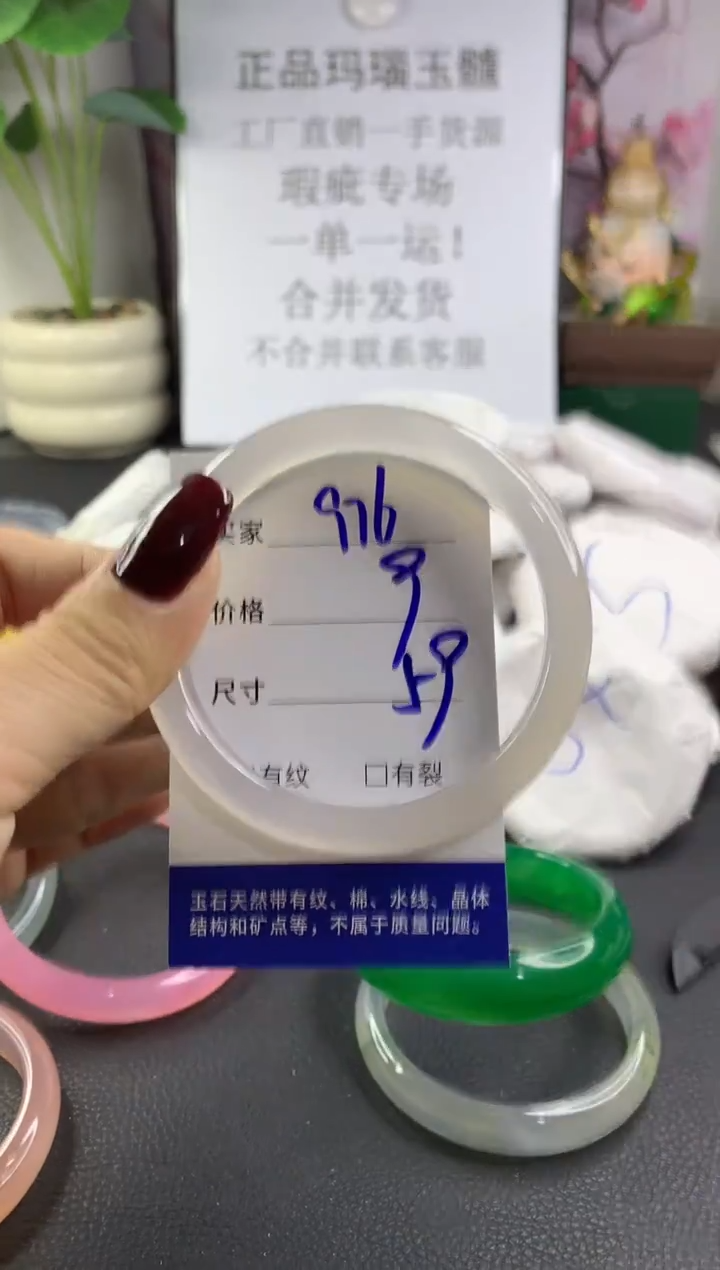 正品玛瑙玉髓
工厂直销一手货源
瑕疵专场
一单一运!
合并发货
不合并联系客服
买家 976
价格 9
尺寸 59
有纹 □有裂
玉石天然带有纹、棉、水线、晶体
结构和矿点等,不属于质量问题。